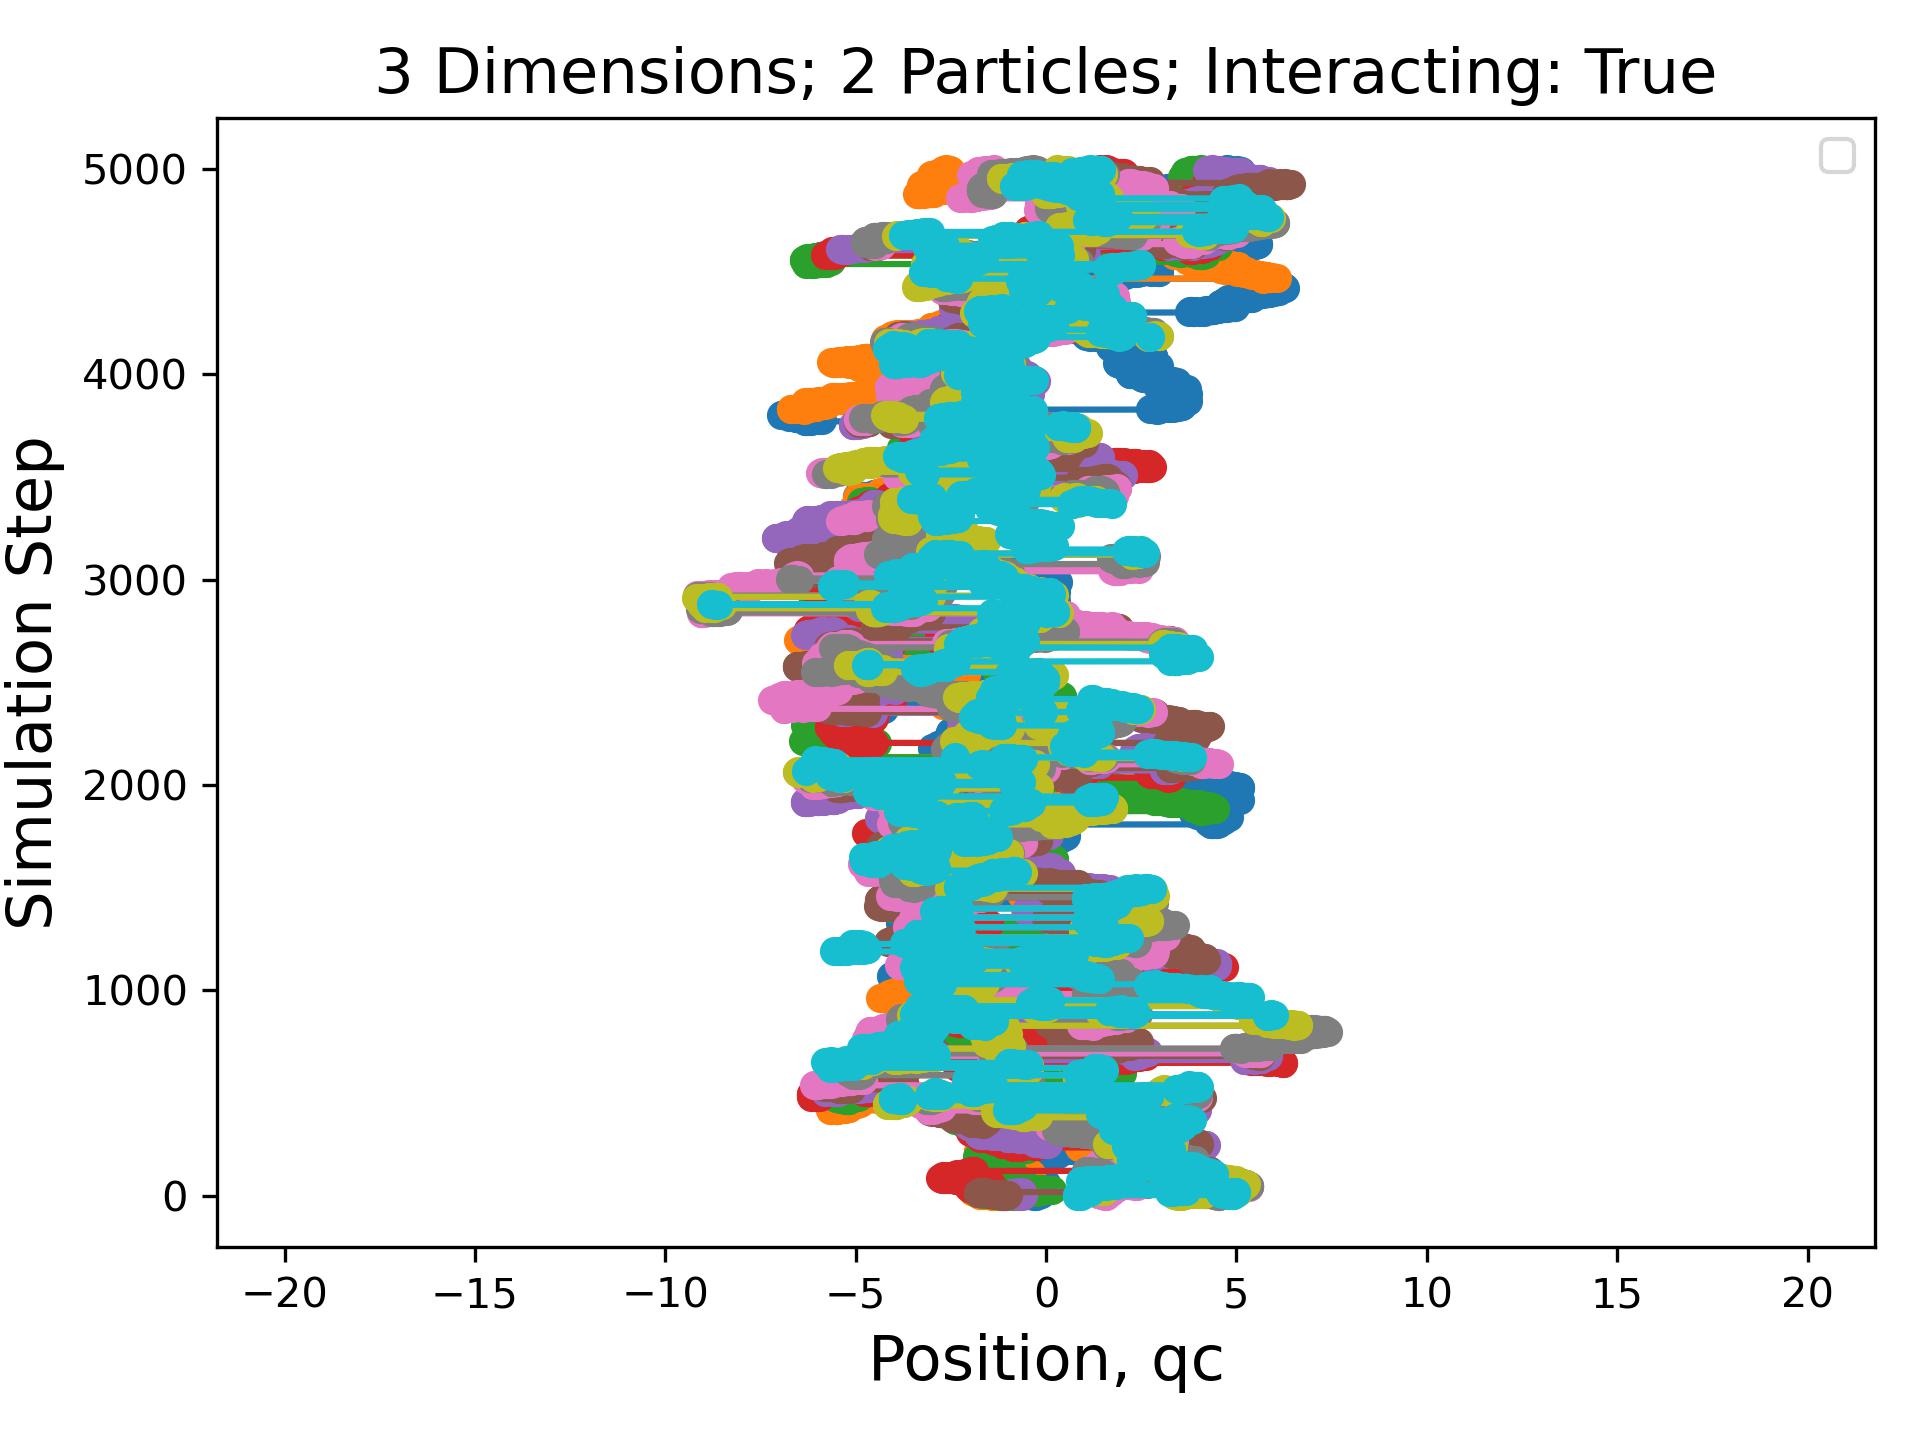 3 Dimensions; 2 Particles; Interacting: True
Simulation Step
5000
4000
3000
2000
1000
0
−20 −15 −10 −5 0 5 10 15 20
Position, qc